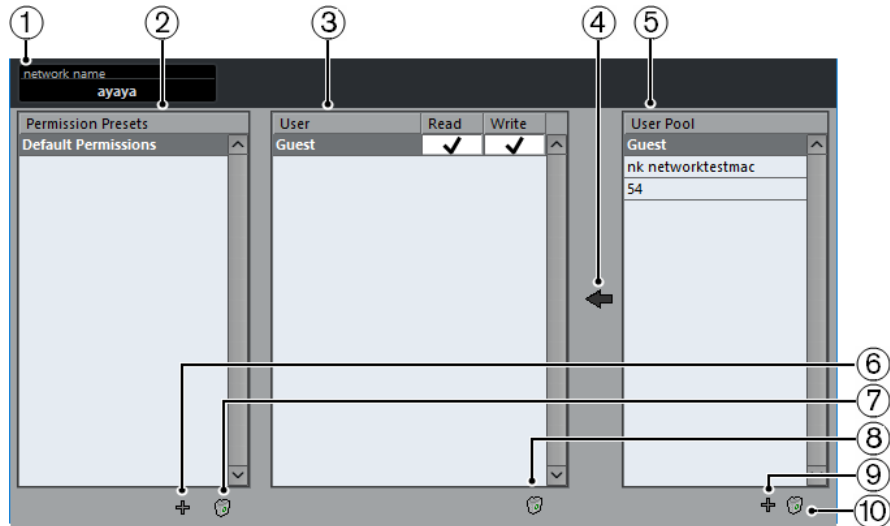 1 2 3 4 5
network name
ayaya
Permission Presets
Default Permissions
User Read Write
Guest
User Pool
Guest
nk networktestmac
54
6
7
8
9
10